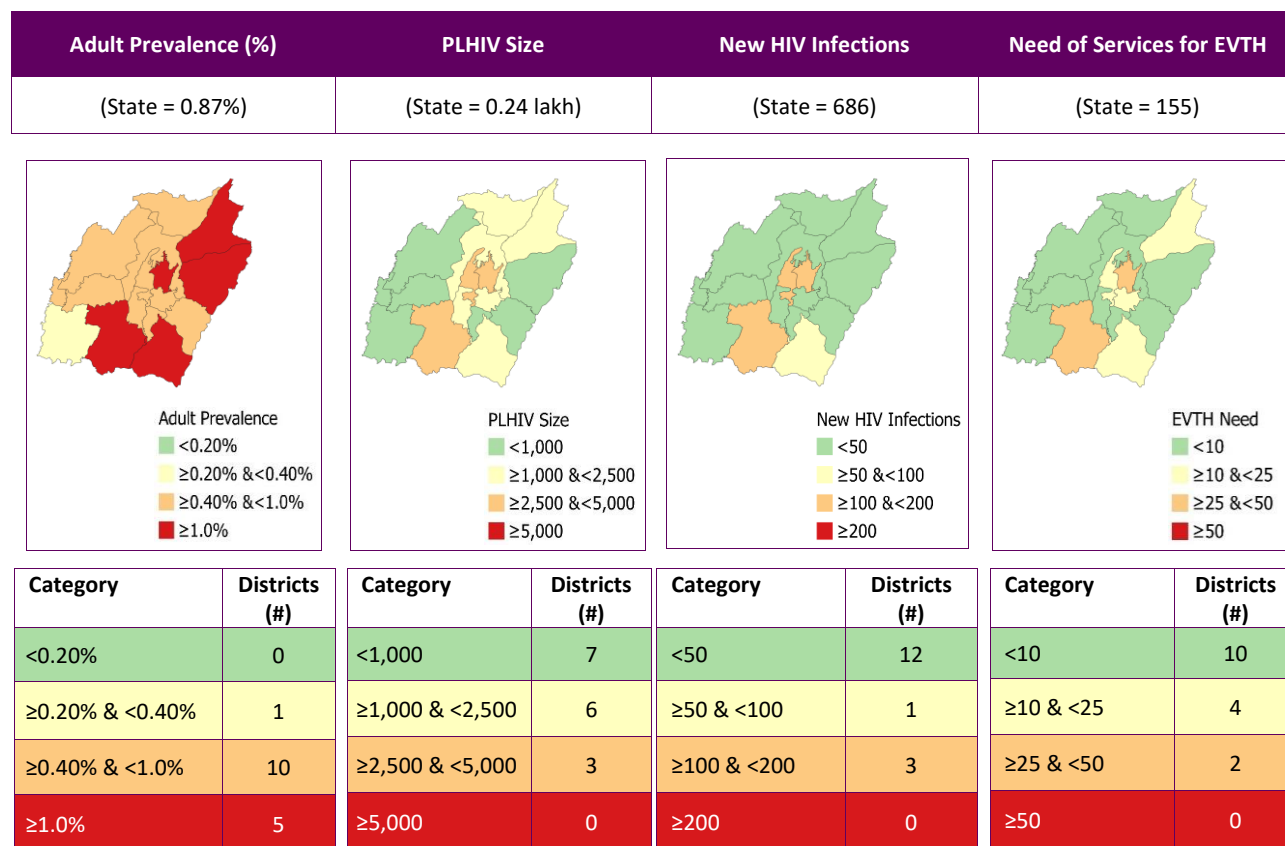 Adult Prevalence (%) PLHIV Size New HIV Infections Need of Services for EVTH
(State = 0.87%) (State = 0.24 lakh) (State = 686) (State = 155)
Adult Prevalence
<0.20%
≥0.20% &<0.40%
≥0.40% &<1.0%
≥1.0%
PLHIV Size
<1,000
≥1,000 &<2,500
≥2,500 &<5,000
≥5,000
New HIV Infections
<50
≥50 &<100
≥100 &<200
≥200
EVTH Need
<10
≥10 &<25
≥25 &<50
≥50
Category Districts
(#)
<0.20% 0
≥0.20% & <0.40% 1
≥0.40% & <1.0% 10
≥1.0% 5
Category Districts
(#)
<1,000 7
≥1,000 & <2,500 6
≥2,500 & <5,000 3
≥5,000 0
Category Districts
(#)
<50 12
≥50 & <100 1
≥100 & <200 3
≥200 0
Category Districts
(#)
<10 10
≥10 & <25 4
≥25 & <50 2
≥50 0